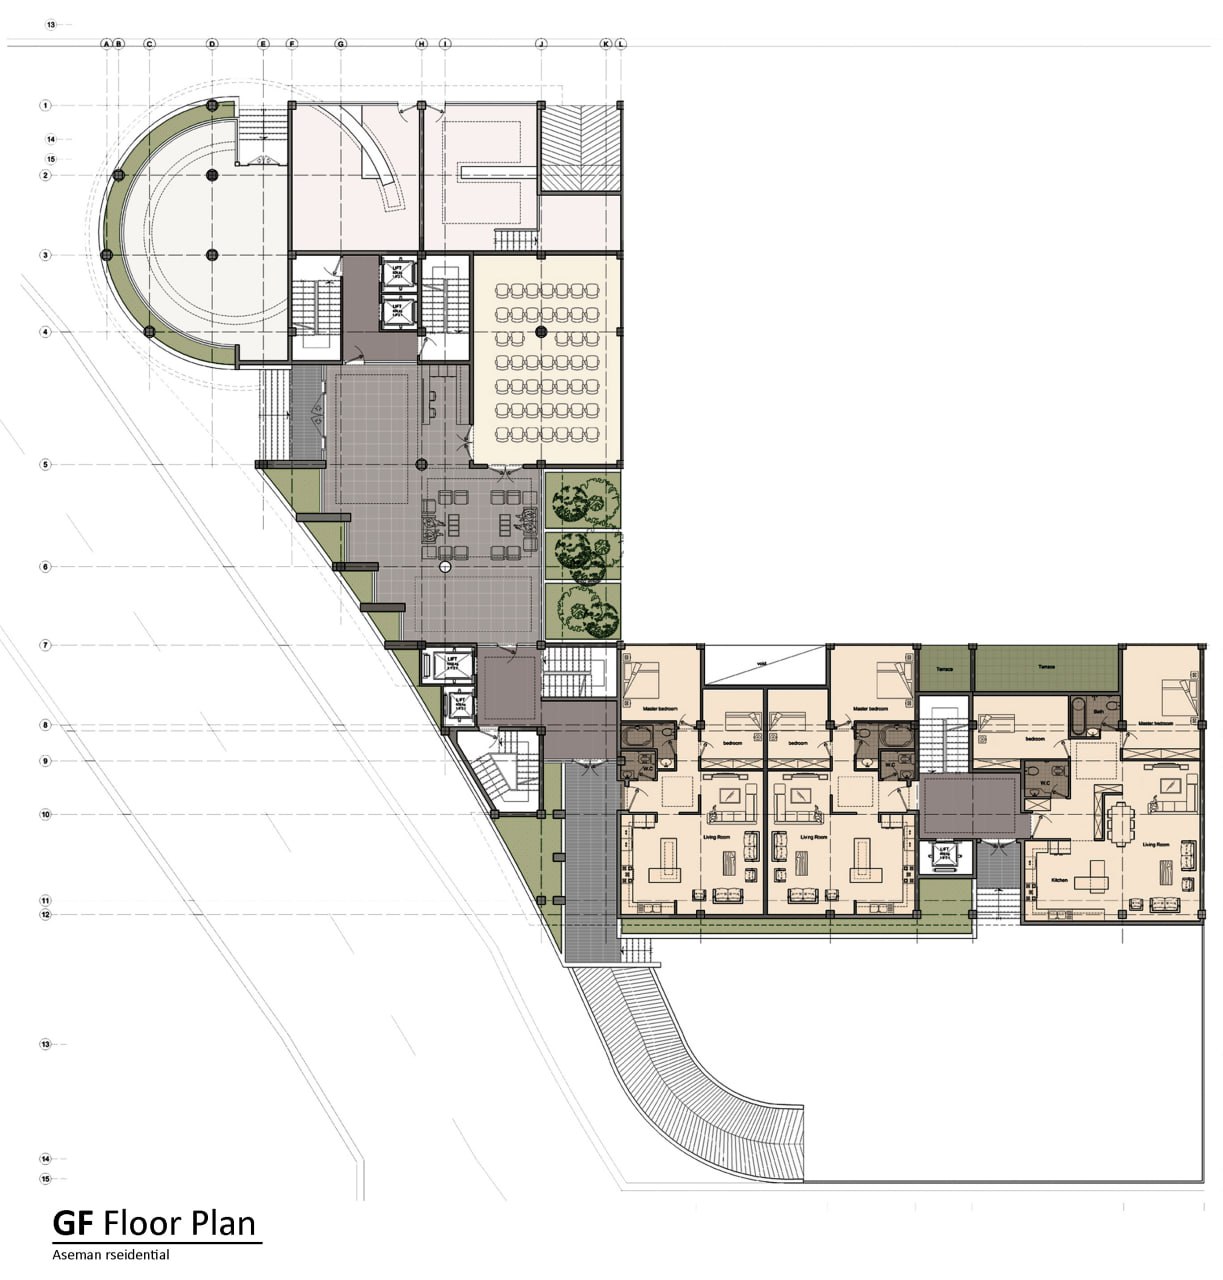 13
A B C D E F G H I J K L
1
14
15
2
3
LIFT
LIFT
4
5
6
7
LIFT
void
Terrace
Terrace
LIFT
Master bedroom
Master bedroom
Bath
Master bedroom
8
bedroom
bedroom
bedroom
9
W.C
W.C
W.C
10
Living Room
Living Room
Living Room
LIFT
Kitchen
11
12
13
14
15
GF Floor Plan
Aseman rseidential